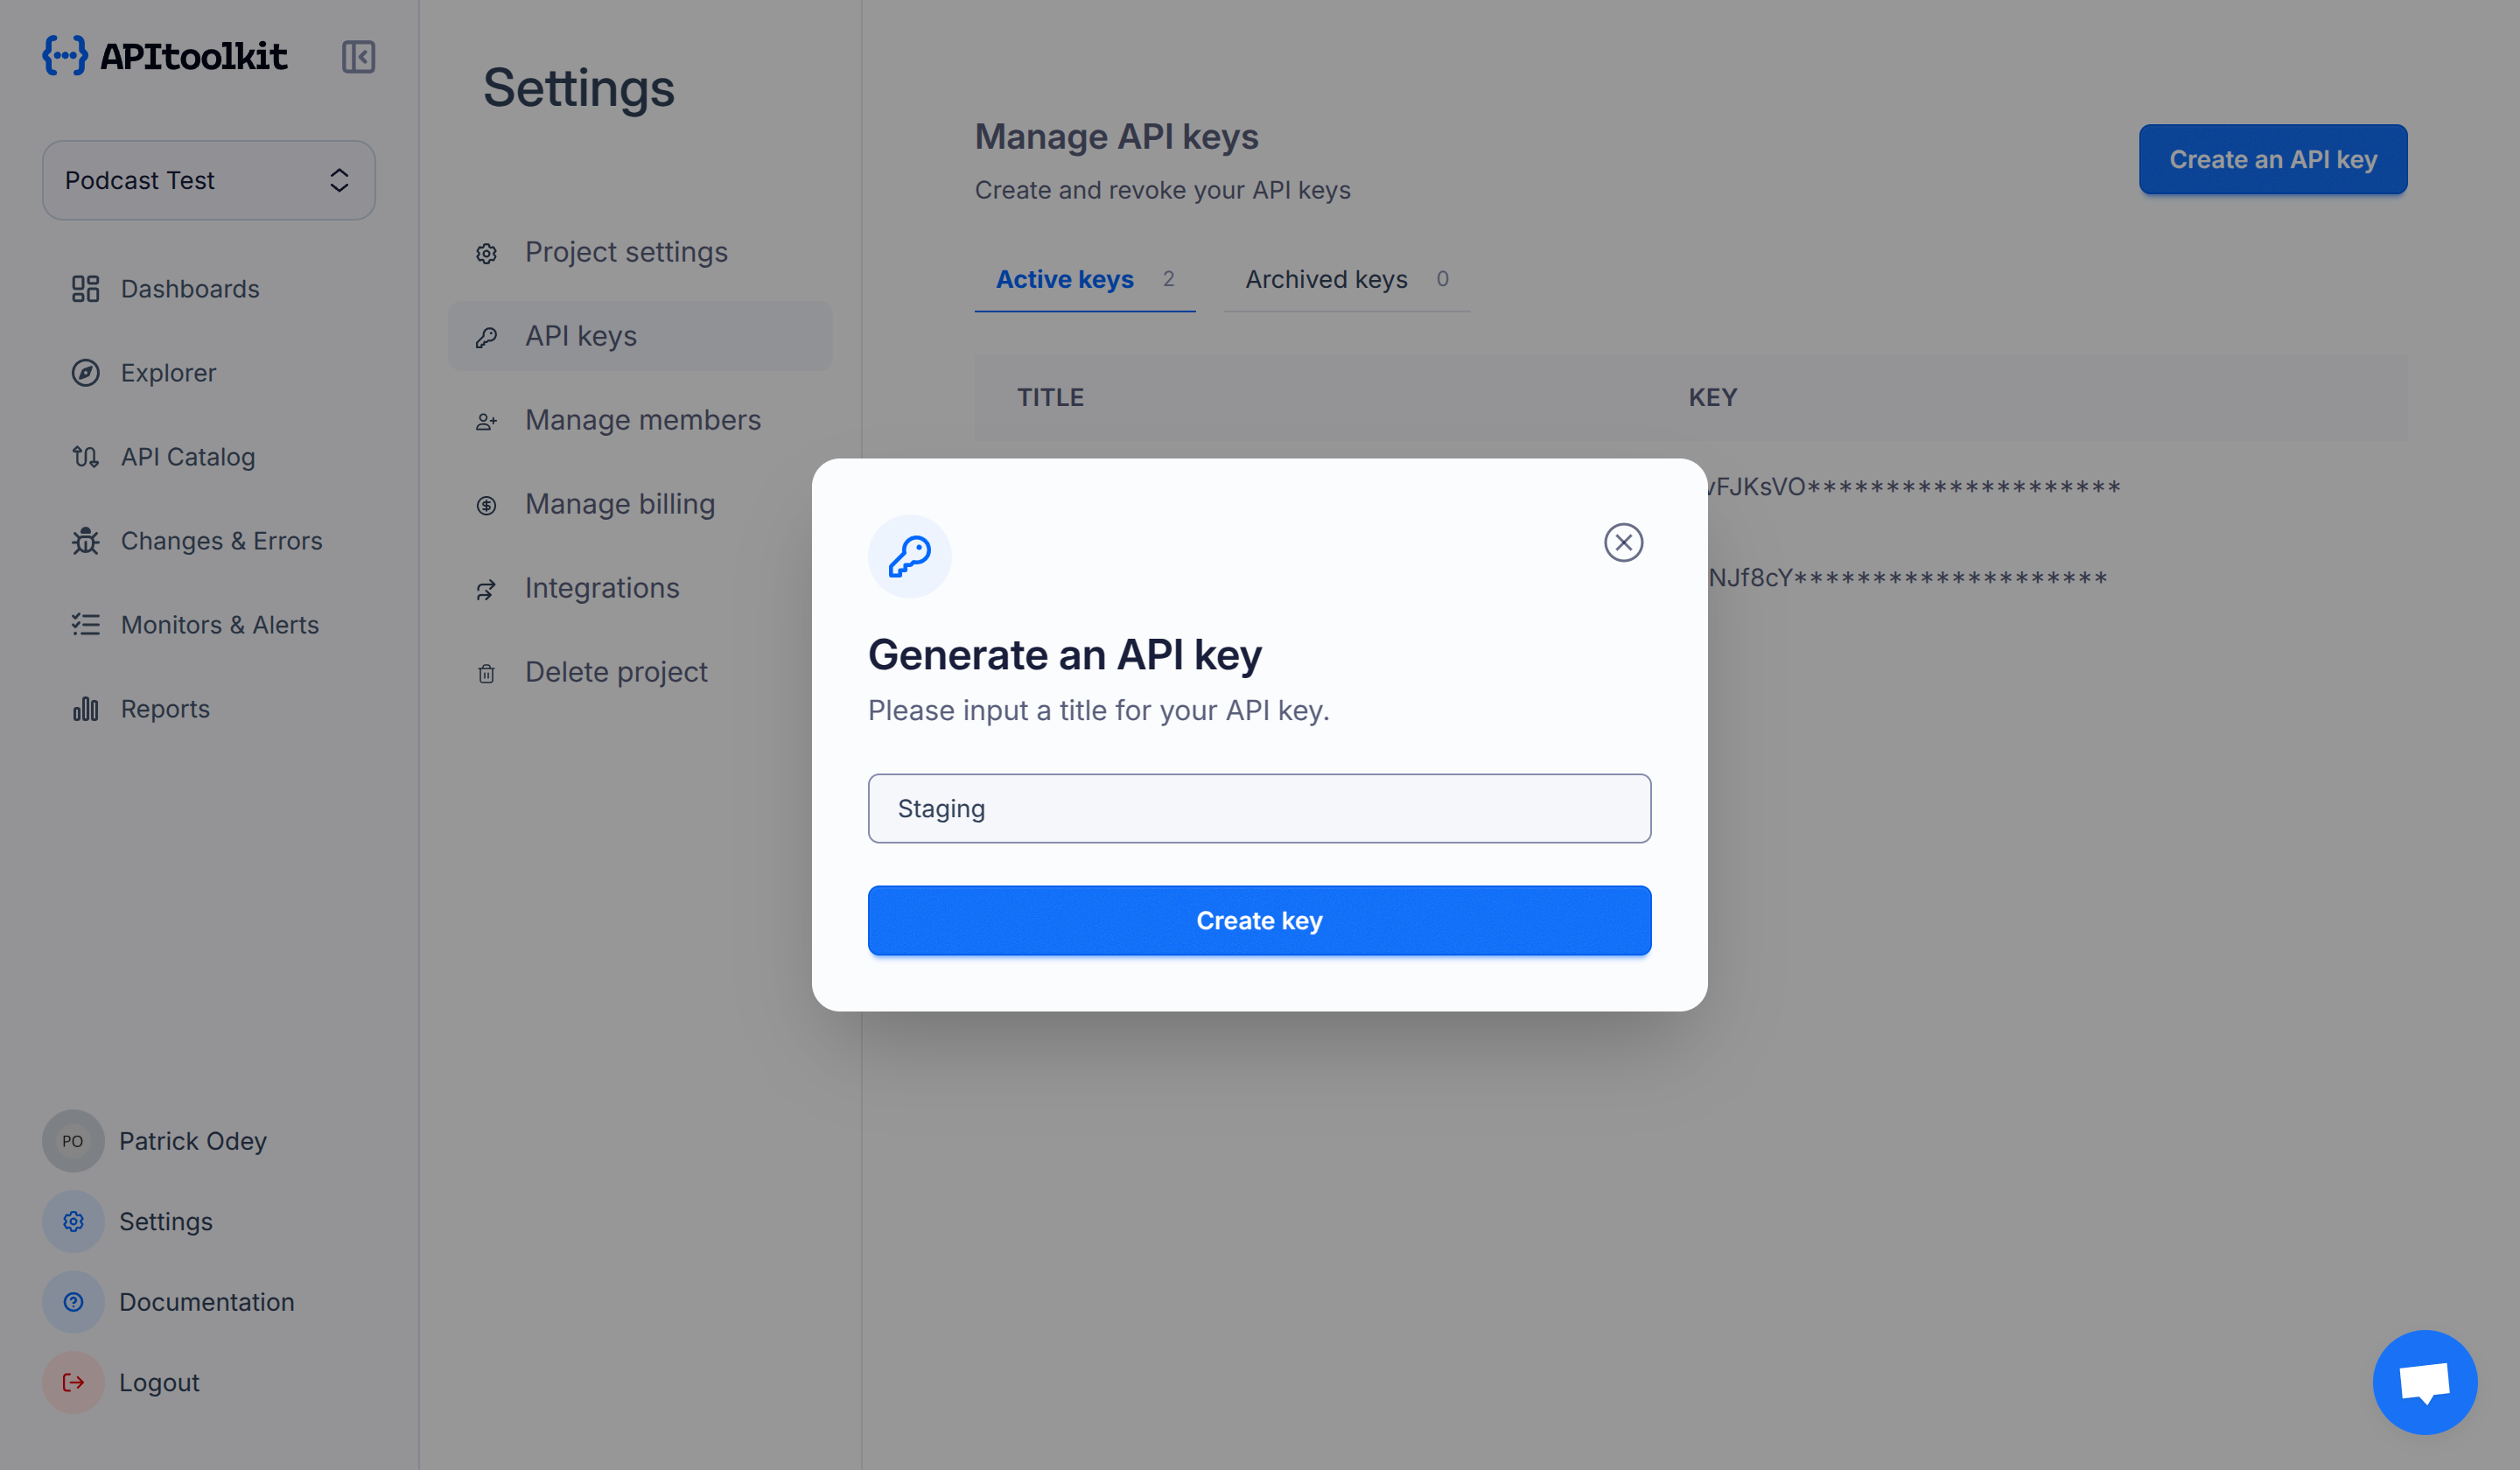 APItoolkit
Podcast Test
Dashboards
Explorer
API Catalog
Changes & Errors
Monitors & Alerts
Reports
PO Patrick Odey
Settings
Documentation
Logout
Settings
Project settings
API keys
Manage members
Manage billing
Integrations
Delete project
Manage API keys
Create and revoke your API keys
Create an API key
Active keys 2 Archived keys 0
TITLE KEY
vFJKsVO********************
NJf8cY********************
Generate an API key
Please input a title for your API key.
Staging
Create key